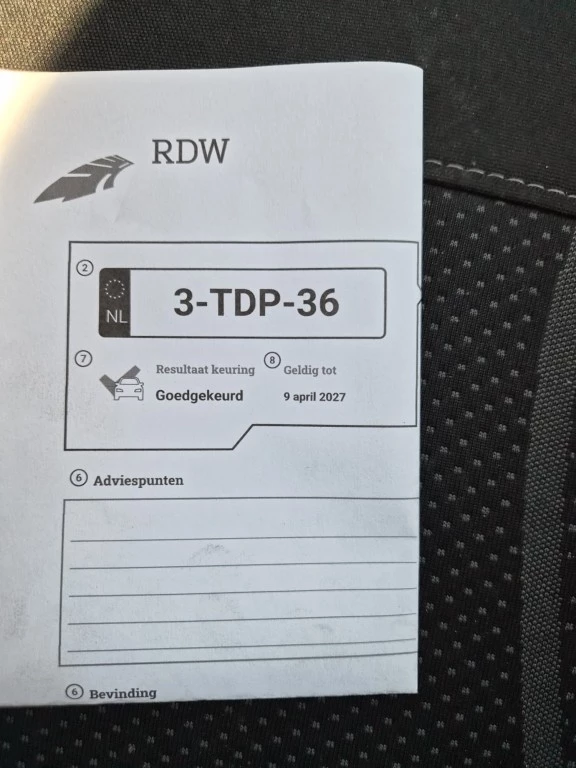 RDW
2
NL 3-TDP-36
7 Resultaat keuring 8 Geldig tot
Goedgekeurd 9 april 2027
6 Adviespunten
6 Bevinding